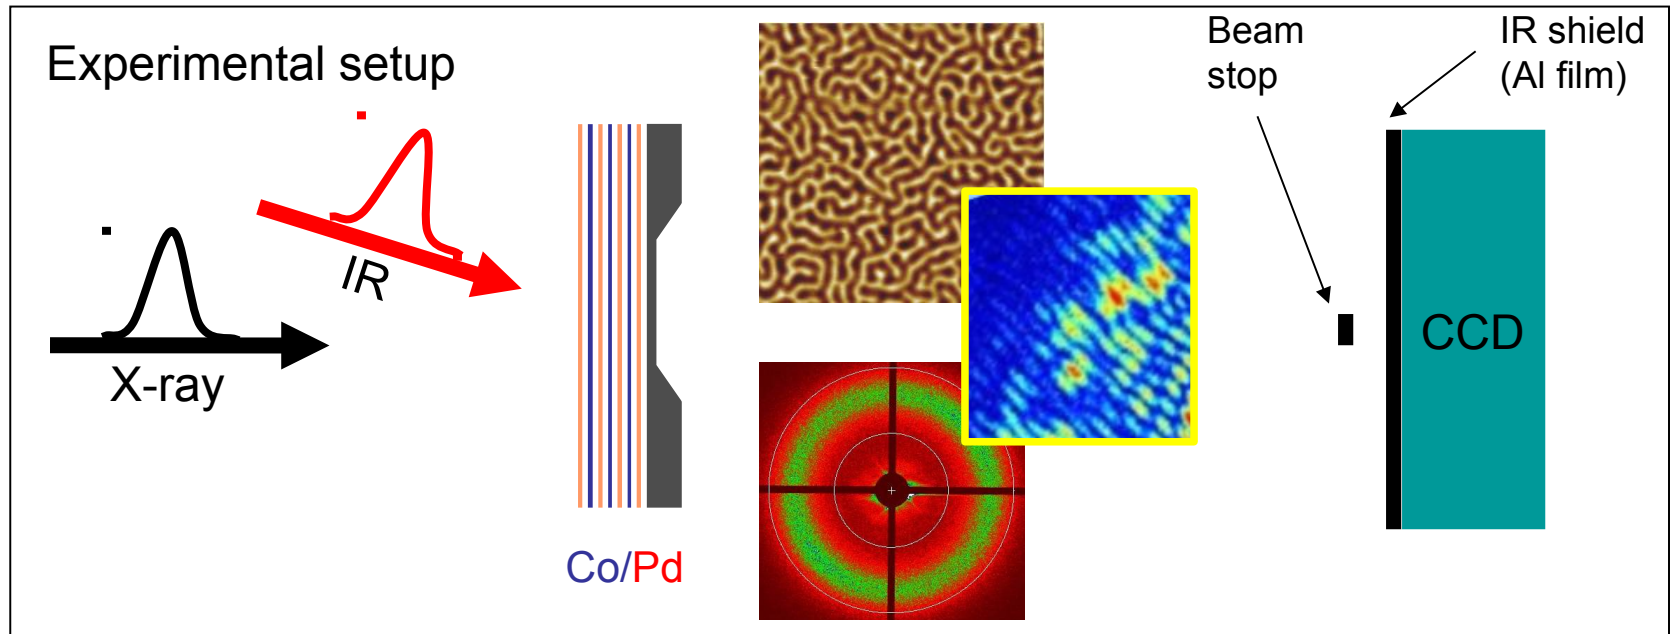 Experimental setup
IR
X-ray
Co/Pd
Beam
stop
IR shield
(Al film)
CCD